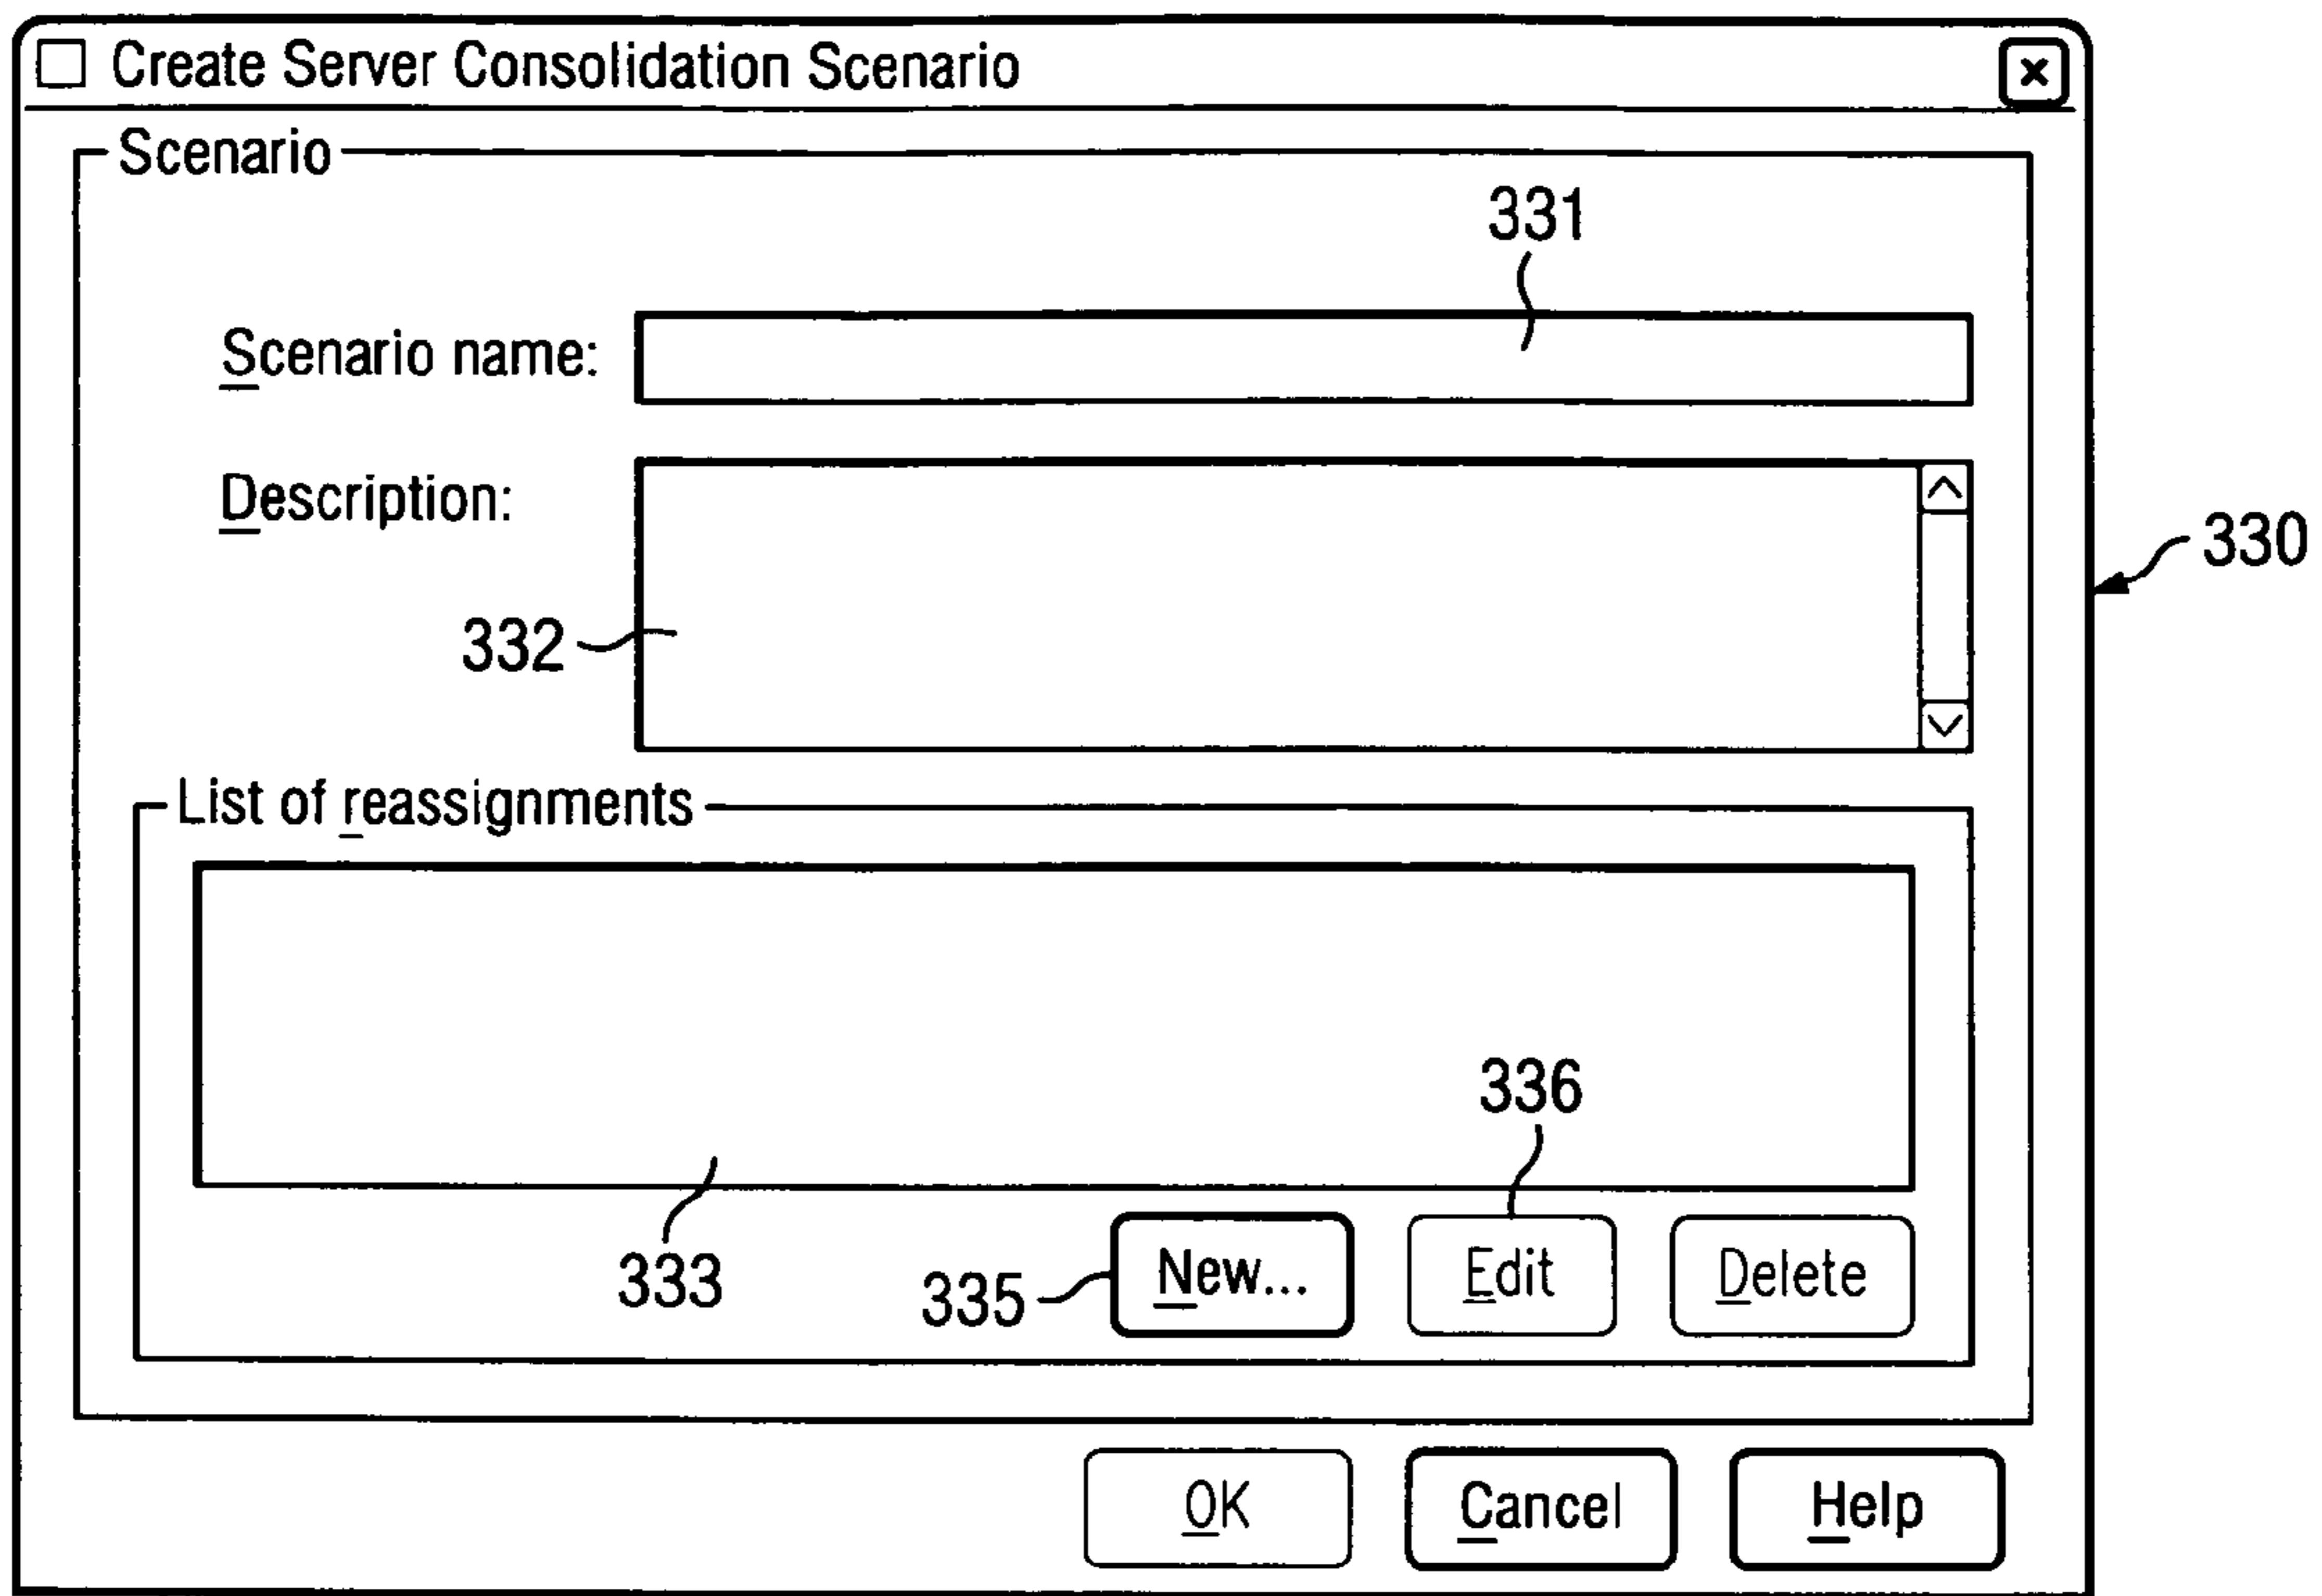 Create Server Consolidation Scenario x
Scenario
331
Scenario name:
Description:
330
332
List of reassignments
336
333
335
New... Edit Delete
OK Cancel Help